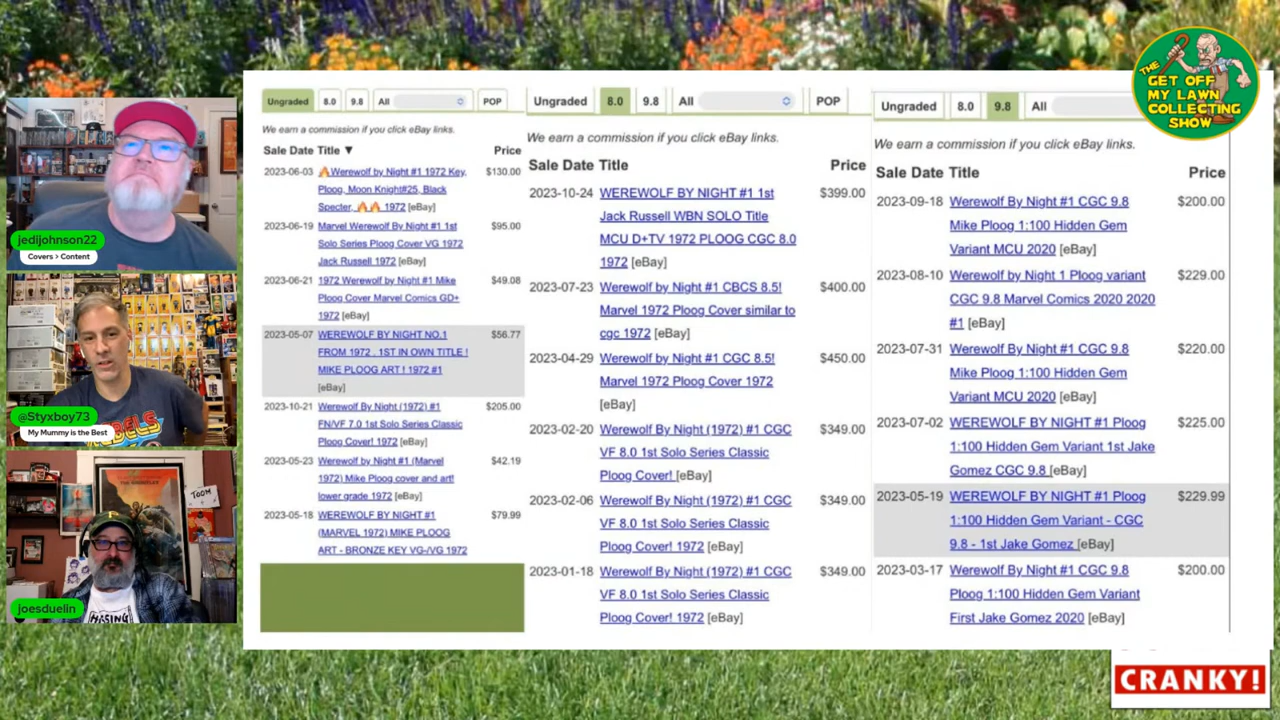 THE
GET OFF
MY LAWN
COLLECTING
SHOW
jedijohnson22
Covers > Content
@Styxboy73
My Mummy is the Best
REBELS
TOOM
joesduelin
CHASING
Ungraded 8.0 9.8 All POP
We earn a commission if you click eBay links.
Sale Date Title ▼ Price
2023-06-03 🔥Werewolf by Night #1 1972 Key, $130.00
Ploog, Moon Knight#25, Black
Specter, 🔥🔥 1972 [eBay]
2023-06-19 Marvel Werewolf By Night #1 1st $95.00
Solo Series Ploog Cover VG 1972
Jack Russell 1972 [eBay]
2023-06-21 1972 Werewolf by Night #1 Mike $49.08
Ploog Cover Marvel Comics GD+
1972 [eBay]
2023-05-07 WEREWOLF BY NIGHT NO.1 $56.77
FROM 1972 , 1ST IN OWN TITLE !
MIKE PLOOG ART ! 1972 #1
[eBay]
2023-10-21 Werewolf By Night (1972) #1 $205.00
FN/VF 7.0 1st Solo Series Classic
Ploog Cover! 1972 [eBay]
2023-05-23 Werewolf by Night #1 (Marvel $42.19
1972) Mike Ploog cover and art!
lower grade 1972 [eBay]
2023-05-18 WEREWOLF BY NIGHT #1 $79.99
(MARVEL 1972) MIKE PLOOG
ART - BRONZE KEY VG-/VG 1972
Ungraded 8.0 9.8 All POP
We earn a commission if you click eBay links.
Sale Date Title Price
2023-10-24 WEREWOLF BY NIGHT #1 1st $399.00
Jack Russell WBN SOLO Title
MCU D+TV 1972 PLOOG CGC 8.0
1972 [eBay]
2023-07-23 Werewolf by Night #1 CBCS 8.5! $400.00
Marvel 1972 Ploog Cover similar to
cgc 1972 [eBay]
2023-04-29 Werewolf by Night #1 CGC 8.5! $450.00
Marvel 1972 Ploog Cover 1972
[eBay]
2023-02-20 Werewolf By Night (1972) #1 CGC $349.00
VF 8.0 1st Solo Series Classic
Ploog Cover! [eBay]
2023-02-06 Werewolf By Night (1972) #1 CGC $349.00
VF 8.0 1st Solo Series Classic
Ploog Cover! 1972 [eBay]
2023-01-18 Werewolf By Night (1972) #1 CGC $349.00
VF 8.0 1st Solo Series Classic
Ploog Cover! 1972 [eBay]
Ungraded 8.0 9.8 All
We earn a commission if you click eBay links.
Sale Date Title Price
2023-09-18 Werewolf By Night #1 CGC 9.8 $200.00
Mike Ploog 1:100 Hidden Gem
Variant MCU 2020 [eBay]
2023-08-10 Werewolf by Night 1 Ploog variant $229.00
CGC 9.8 Marvel Comics 2020 2020
#1 [eBay]
2023-07-31 Werewolf By Night #1 CGC 9.8 $220.00
Mike Ploog 1:100 Hidden Gem
Variant MCU 2020 [eBay]
2023-07-02 WEREWOLF BY NIGHT #1 Ploog $225.00
1:100 Hidden Gem Variant 1st Jake
Gomez CGC 9.8 [eBay]
2023-05-19 WEREWOLF BY NIGHT #1 Ploog $229.99
1:100 Hidden Gem Variant - CGC
9.8 - 1st Jake Gomez [eBay]
2023-03-17 Werewolf By Night #1 CGC 9.8 $200.00
Ploog 1:100 Hidden Gem Variant
First Jake Gomez 2020 [eBay]
CRANKY!